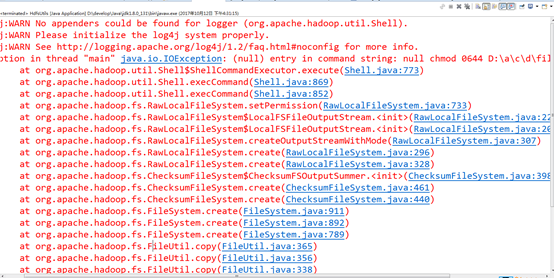 <terminated> HdfsUtils [Java Application] D:\develop\Java\jdk1.8.0_131\bin\javaw.exe (2017年10月12日 下午4:31:15)
j:WARN No appenders could be found for logger (org.apache.hadoop.util.Shell).
j:WARN Please initialize the log4j system properly.
j:WARN See http://logging.apache.org/log4j/1.2/faq.html#noconfig for more info.
ption in thread "main" java.io.IOException: (null) entry in command string: null chmod 0644 D:\a\c\d\fil
at org.apache.hadoop.util.Shell$ShellCommandExecutor.execute(Shell.java:773)
at org.apache.hadoop.util.Shell.execCommand(Shell.java:869)
at org.apache.hadoop.util.Shell.execCommand(Shell.java:852)
at org.apache.hadoop.fs.RawLocalFileSystem.setPermission(RawLocalFileSystem.java:733)
at org.apache.hadoop.fs.RawLocalFileSystem$LocalFSFileOutputStream.<init>(RawLocalFileSystem.java:22
at org.apache.hadoop.fs.RawLocalFileSystem$LocalFSFileOutputStream.<init>(RawLocalFileSystem.java:20
at org.apache.hadoop.fs.RawLocalFileSystem.createOutputStreamWithMode(RawLocalFileSystem.java:307)
at org.apache.hadoop.fs.RawLocalFileSystem.create(RawLocalFileSystem.java:296)
at org.apache.hadoop.fs.RawLocalFileSystem.create(RawLocalFileSystem.java:328)
at org.apache.hadoop.fs.ChecksumFileSystem$ChecksumFSOutputSummer.<init>(ChecksumFileSystem.java:398
at org.apache.hadoop.fs.ChecksumFileSystem.create(ChecksumFileSystem.java:461)
at org.apache.hadoop.fs.ChecksumFileSystem.create(ChecksumFileSystem.java:440)
at org.apache.hadoop.fs.FileSystem.create(FileSystem.java:911)
at org.apache.hadoop.fs.FileSystem.create(FileSystem.java:892)
at org.apache.hadoop.fs.FileSystem.create(FileSystem.java:789)
at org.apache.hadoop.fs.FileUtil.copy(FileUtil.java:365)
at org.apache.hadoop.fs.FileUtil.copy(FileUtil.java:356)
at org.apache.hadoop.fs.FileUtil.copy(FileUtil.java:338)